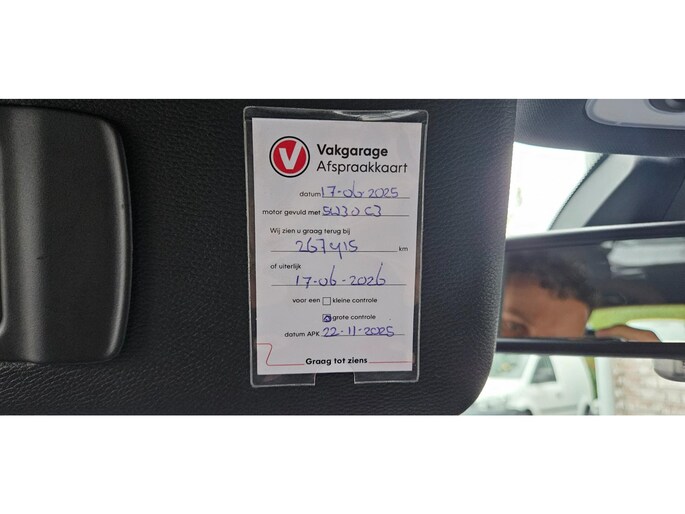 V
Vakgarage
Afspraakkaart
datum 17-06-2025
motor gevuld met 5W30 C3
Wij zien u graag terug bij
267415 km
of uiterlijk
17-06-2026
voor een kleine controle
grote controle
datum APK 22-11-2025
Graag tot ziens